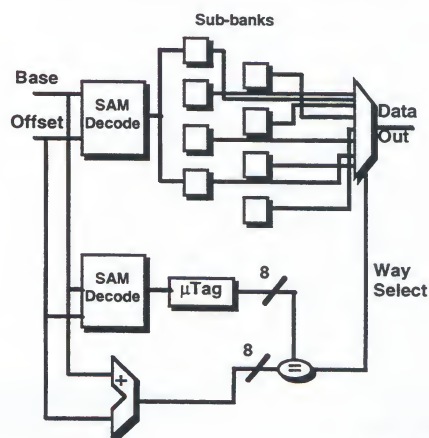 Sub-banks
Base
SAM
Decode
Offset
Data
Out
SAM
Decode
µTag
8
Way
Select
8
+
=